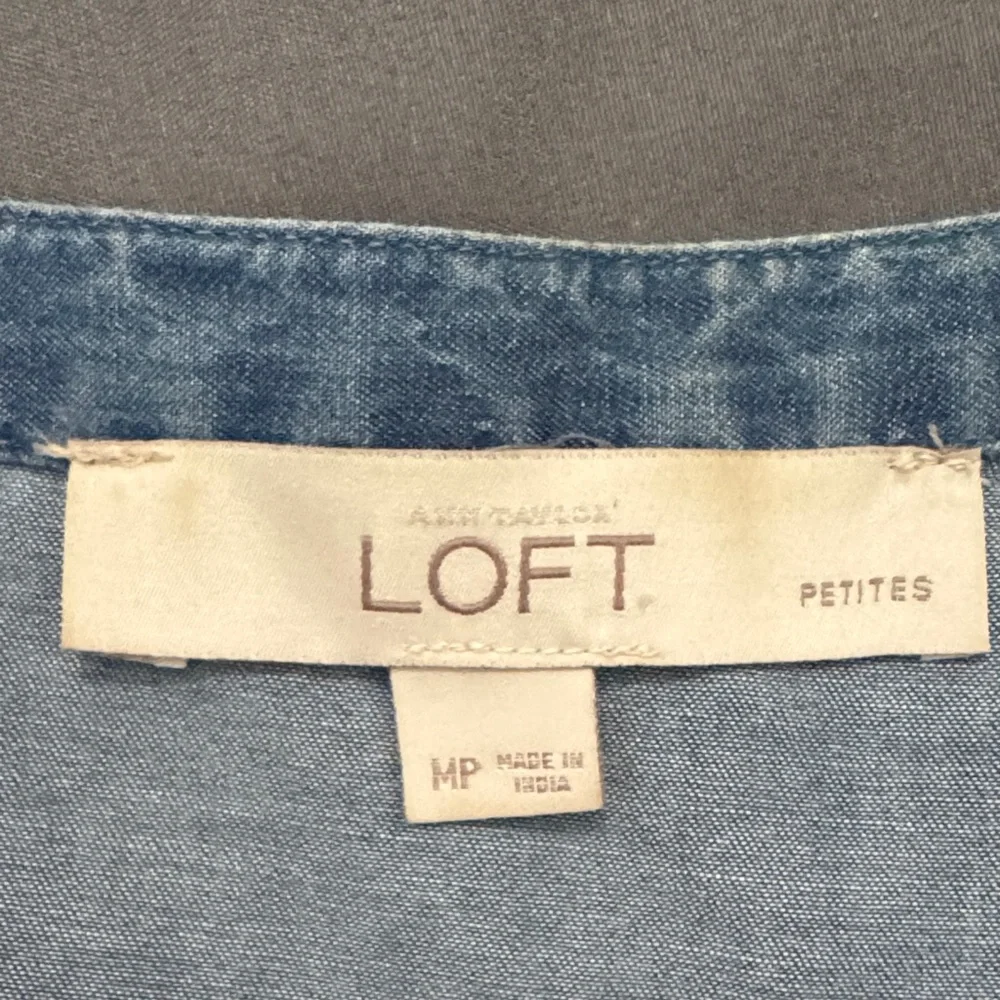 ANN TAYLOR
LOFT
PETITES
MP
MADE IN
INDIA